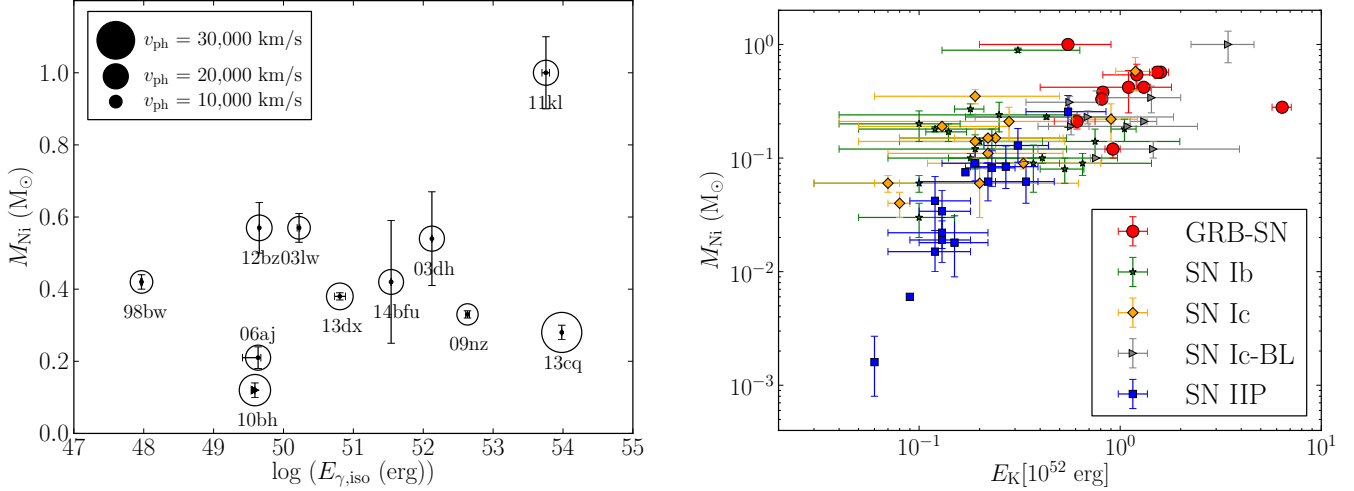 v_ph = 30,000 km/s
v_ph = 20,000 km/s
v_ph = 10,000 km/s
11kl
12bz
03lw
03dh
98bw
13dx
14bfu
09nz
06aj
13cq
10bh
1.0
0.8
0.6
0.4
0.2
0.0
M_Ni (M_⊙)
47 48 49 50 51 52 53 54 55
log (E_γ,iso (erg))
10^0
10^−1
10^−2
10^−3
M_Ni (M_⊙)
GRB-SN
SN Ib
SN Ic
SN Ic-BL
SN IIP
10^−1 10^0 10^1
E_K[10^52 erg]